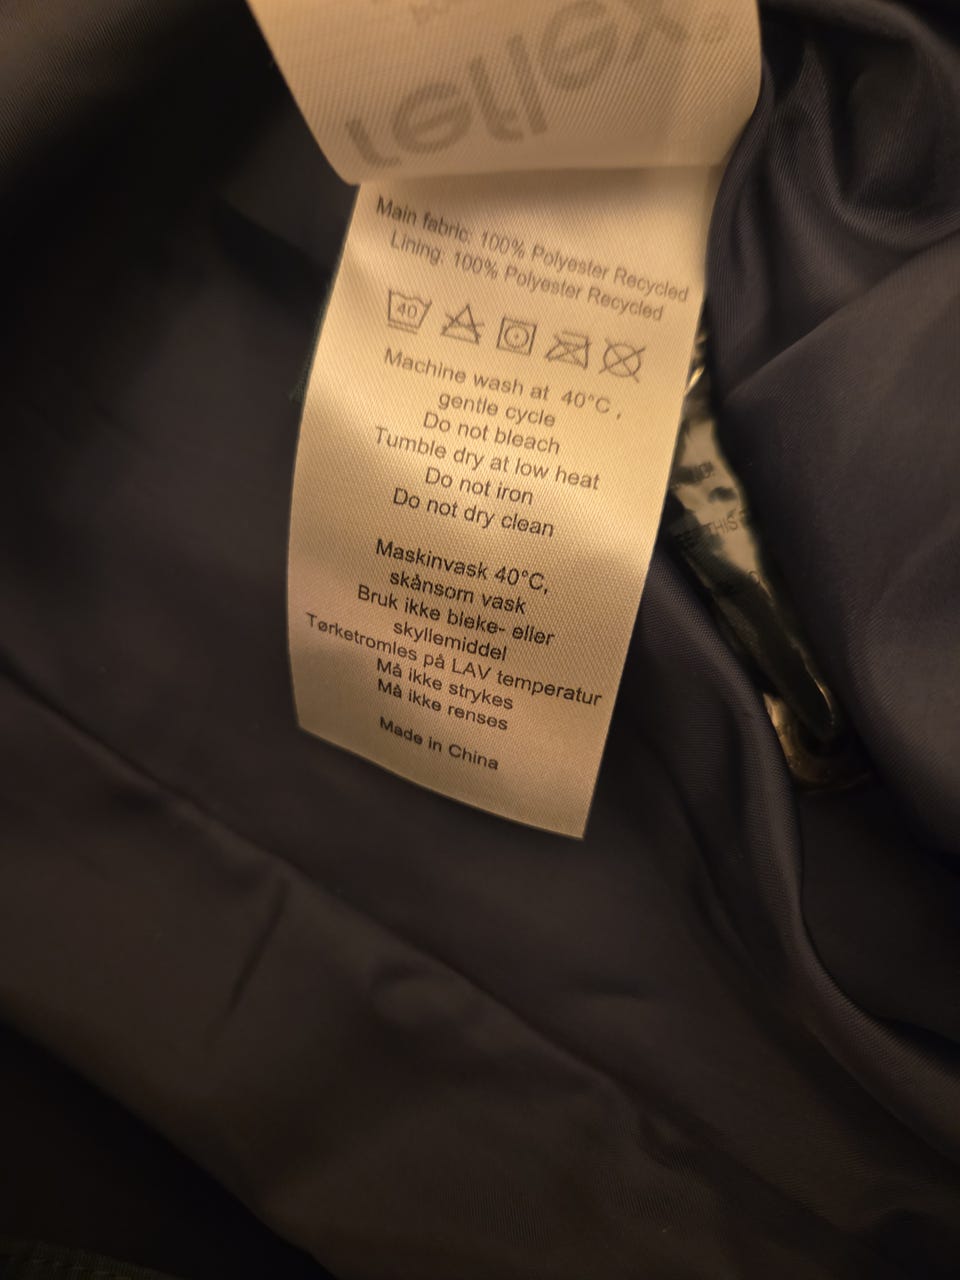 Main fabric: 100% Polyester Recycled
Lining: 100% Polyester Recycled
40
Machine wash at 40°C,
gentle cycle
Do not bleach
Tumble dry at low heat
Do not iron
Do not dry clean
Maskinvask 40°C,
skånsom vask
Bruk ikke bleke- eller
skyllemiddel
Tørketromles på LAV temperatur
Må ikke strykes
Må ikke renses
Made in China
THIS